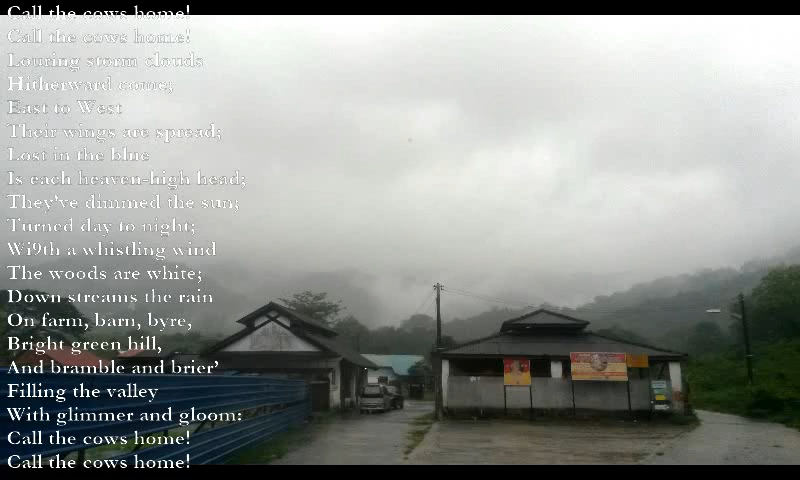 Call the cows home!
Call the cows home!
Louring storm clouds
Hitherward come;
East to West
Their wings are spread;
Lost in the blue
Is each heaven-high head;
They've dimmed the sun;
Turned day to night;
Wi9th a whistling wind
The woods are white;
Down streams the rain
On farm, barn, byre,
Bright green hill,
And bramble and brier'
Filling the valley
With glimmer and gloom:
Call the cows home!
Call the cows home!